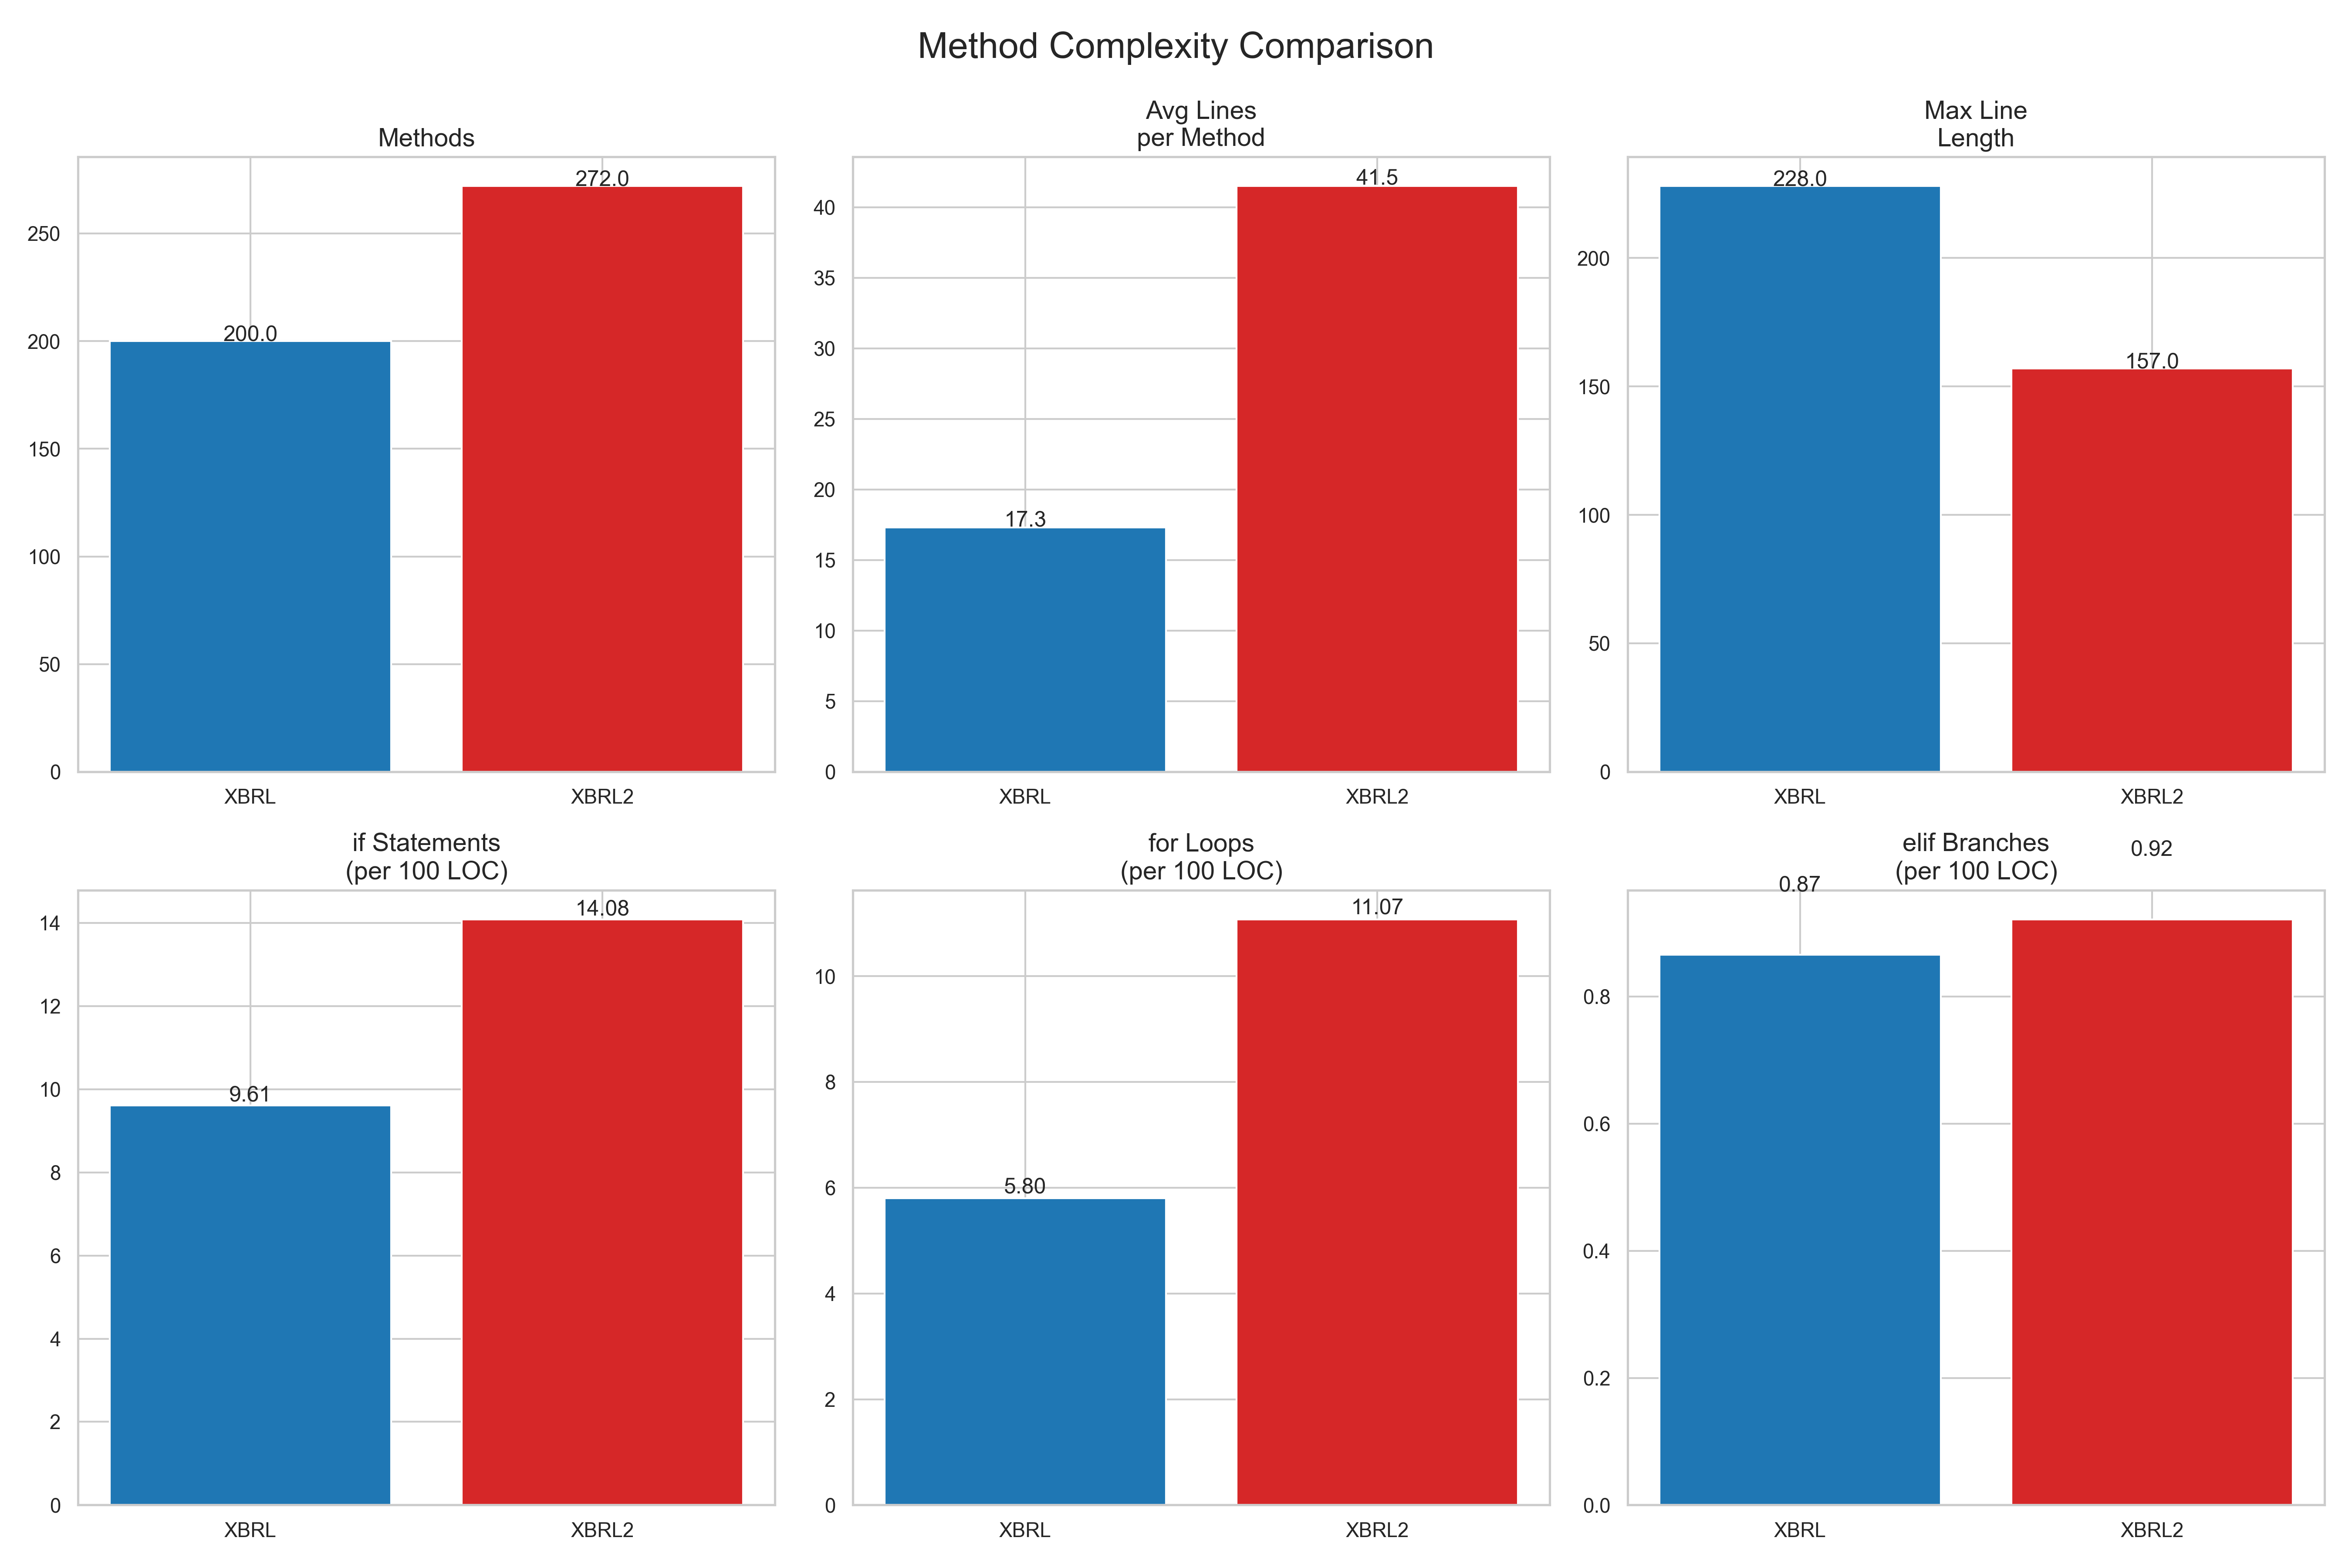 Method Complexity Comparison
Methods
250
200
150
100
50
0
272.0
200.0
XBRL
XBRL2
Avg Lines
per Method
40
35
30
25
20
15
10
5
0
41.5
17.3
XBRL
XBRL2
Max Line
Length
200
150
100
50
0
228.0
157.0
XBRL
XBRL2
if Statements
(per 100 LOC)
14
12
10
8
6
4
2
0
14.08
9.61
XBRL
XBRL2
for Loops
(per 100 LOC)
10
8
6
4
2
0
11.07
5.80
XBRL
XBRL2
elif Branches
(per 100 LOC)
0.92
0.87
0.8
0.6
0.4
0.2
0.0
XBRL
XBRL2